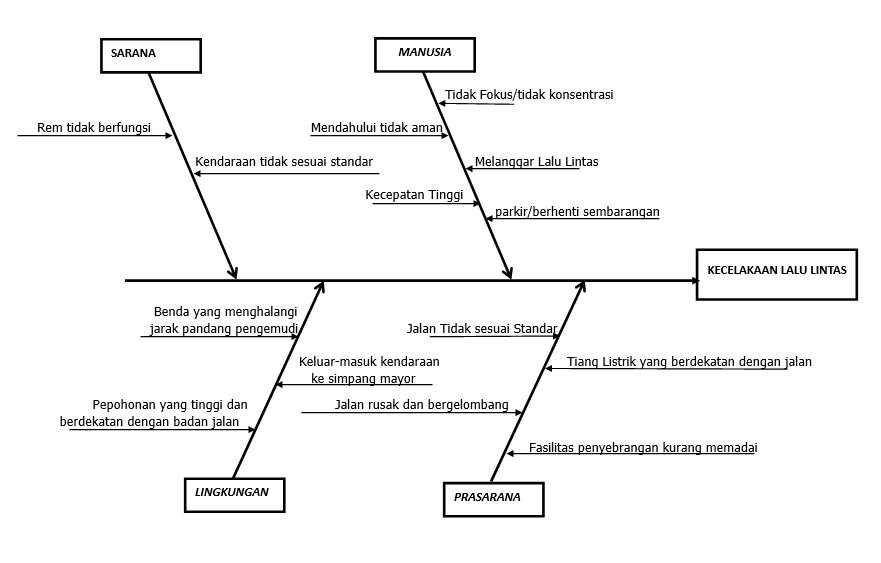 SARANA
MANUSIA
Tidak Fokus/tidak konsentrasi
Rem tidak berfungsi
Mendahului tidak aman
Kendaraan tidak sesuai standar
Melanggar Lalu Lintas
Kecepatan Tinggi
parkir/berhenti sembarangan
KECELAKAAN LALU LINTAS
Benda yang menghalangi
jarak pandang pengemudi
Jalan Tidak sesuai Standar
Keluar-masuk kendaraan
ke simpang mayor
Tiang Listrik yang berdekatan dengan jalan
Pepohonan yang tinggi dan
berdekatan dengan badan jalan
Jalan rusak dan bergelombang
Fasilitas penyebrangan kurang memadai
LINGKUNGAN
PRASARANA